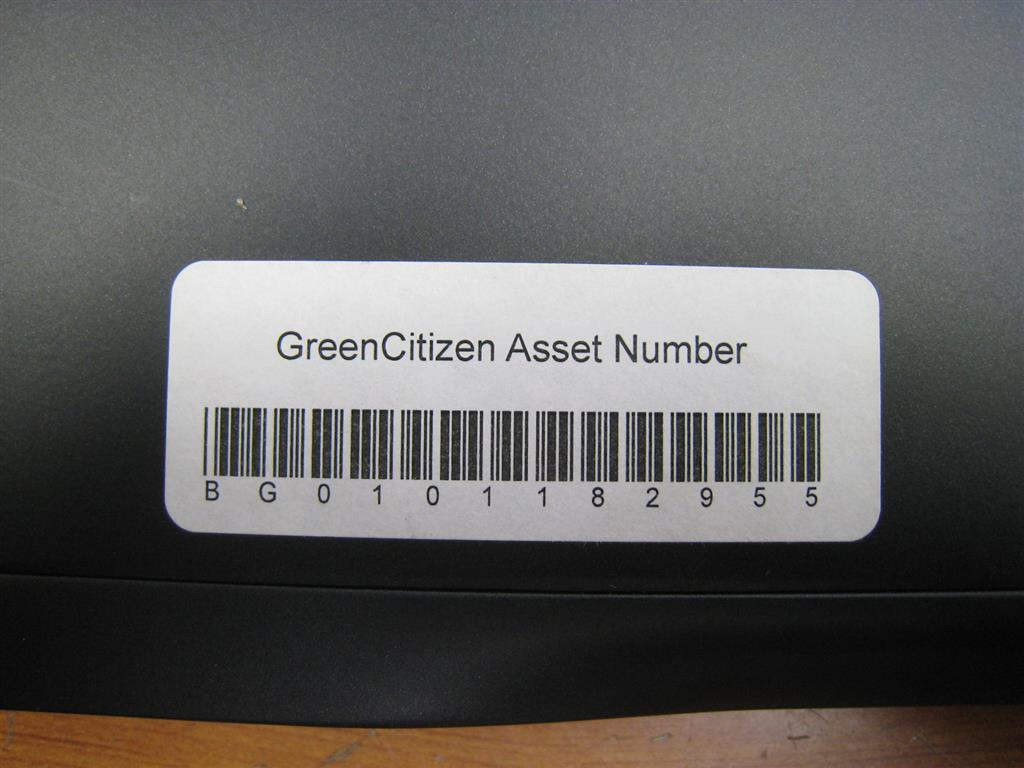 GreenCitizen Asset Number
B G 0 1 0 1 1 8 2 9 5 5